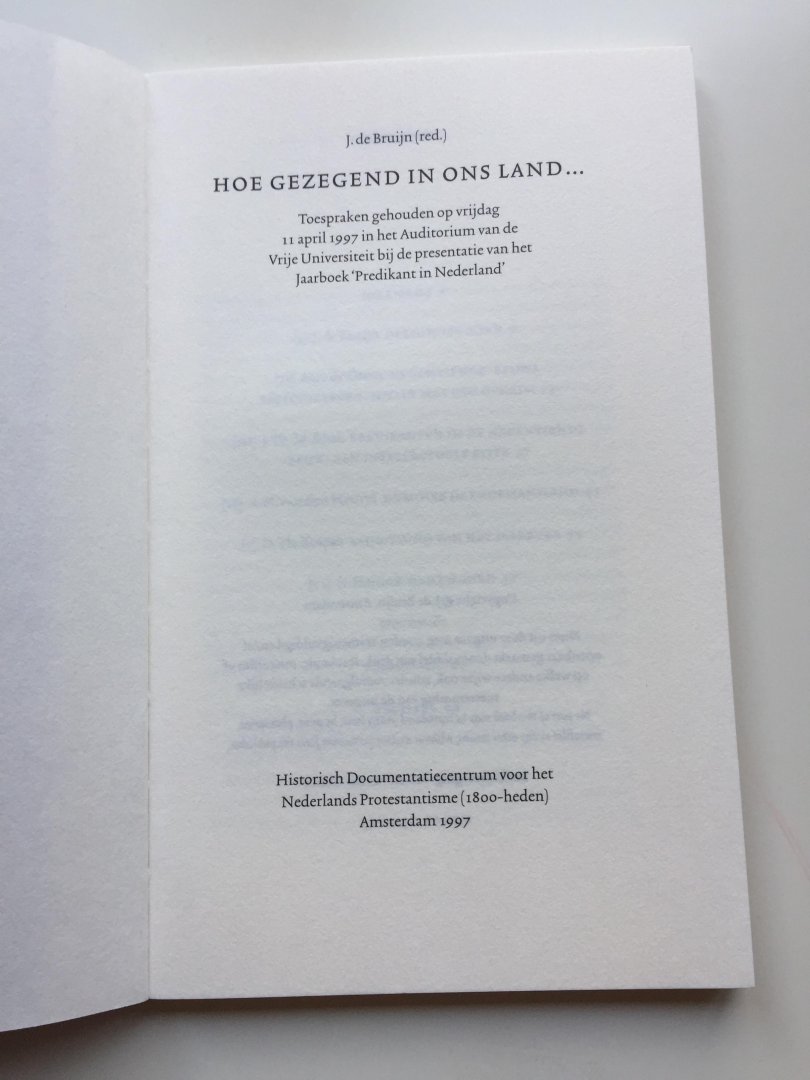 J. de Bruijn (red.)
HOE GEZEGEND IN ONS LAND...
Toespraken gehouden op vrijdag
11 april 1997 in het Auditorium van de
Vrije Universiteit bij de presentatie van het
Jaarboek ‘Predikant in Nederland’
Historisch Documentatiecentrum voor het
Nederlands Protestantisme (1800-heden)
Amsterdam 1997